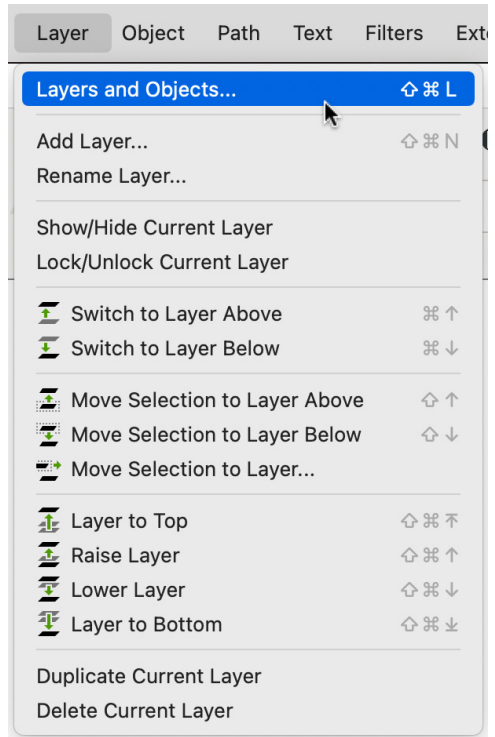 Layer Object Path Text Filters Exte
Layers and Objects... ⇧⌘L
Add Layer... ⇧⌘N
Rename Layer...
Show/Hide Current Layer
Lock/Unlock Current Layer
Switch to Layer Above ⌘↑
Switch to Layer Below ⌘↓
Move Selection to Layer Above ⇧↑
Move Selection to Layer Below ⇧↓
Move Selection to Layer...
Layer to Top ⇧⌘⤒
Raise Layer ⇧⌘↑
Lower Layer ⇧⌘↓
Layer to Bottom ⇧⌘⤓
Duplicate Current Layer
Delete Current Layer